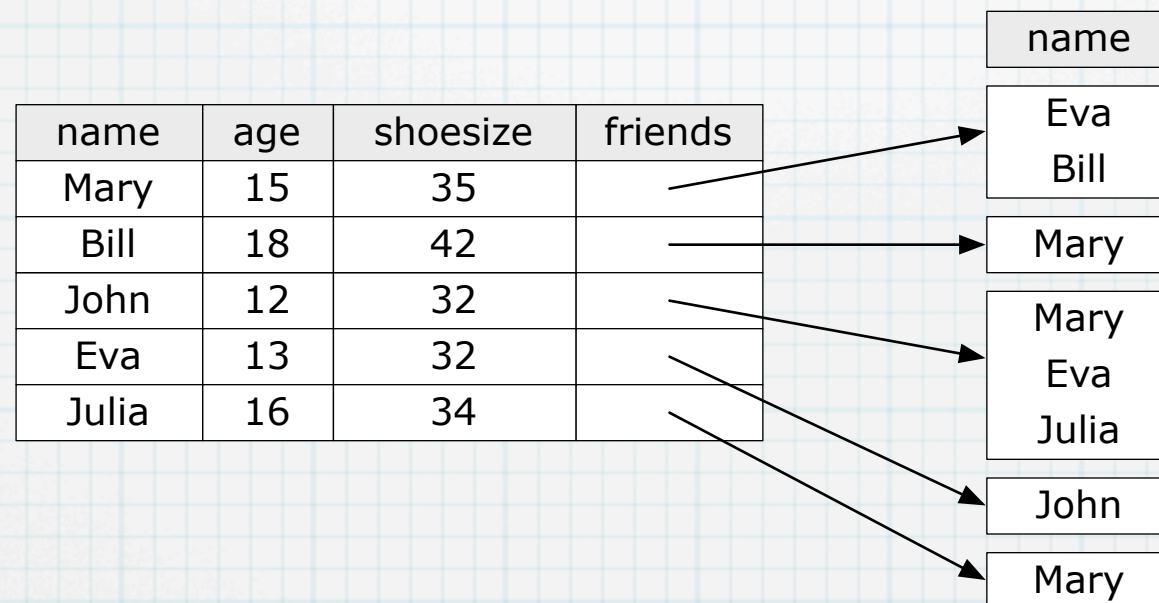 name age shoesize friends
Mary 15 35
Bill 18 42
John 12 32
Eva 13 32
Julia 16 34
name
Eva
Bill
Mary
Mary
Eva
Julia
John
Mary